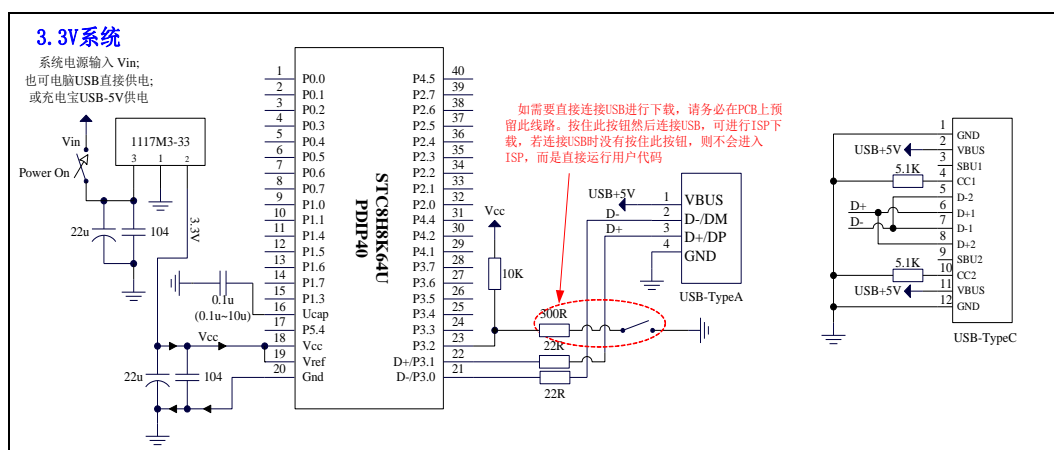 3.3V系统
系统电源输入 Vin;
也可电脑USB直接供电;
或充电宝USB-5V供电
Vin
Power On
1117M3-33
3 1 2
22u
104
3.3V
0.1u
(0.1u~10u)
Vcc
22u
104
STC8H8K64U
PDIP40
1 P0.0
2 P0.1
3 P0.2
4 P0.3
5 P0.4
6 P0.5
7 P0.6
8 P0.7
9 P1.0
10 P1.1
11 P1.4
12 P1.5
13 P1.6
14 P1.7
15 P1.3
16 Ucap
17 P5.4
18 Vcc
19 Vref
20 Gnd
P4.5 40
P2.7 39
P2.6 38
P2.5 37
P2.4 36
P2.3 35
P2.2 34
P2.1 33
P2.0 32
P4.4 31
P4.2 30
P4.1 29
P3.7 28
P3.6 27
P3.5 26
P3.4 25
P3.3 24
P3.2 23
D+/P3.1 22
D-/P3.0 21
如需要直接连接USB进行下载，请务必在PCB上预
留此线路。按住此按钮然后连接USB，可进行ISP下
载，若连接USB时没有按住此按钮，则不会进入
ISP，而是直接运行用户代码
Vcc
10K
300R
22R
22R
USB+5V
D-
D+
1 VBUS
2 D-/DM
3 D+/DP
4 GND
USB-TypeA
USB+5V
5.1K
D+
D-
5.1K
USB+5V
1 GND
2 VBUS
3 SBU1
4 CC1
5 D-2
6 D+1
7 D-1
8 D+2
9 SBU2
10 CC2
11 VBUS
12 GND
USB-TypeC